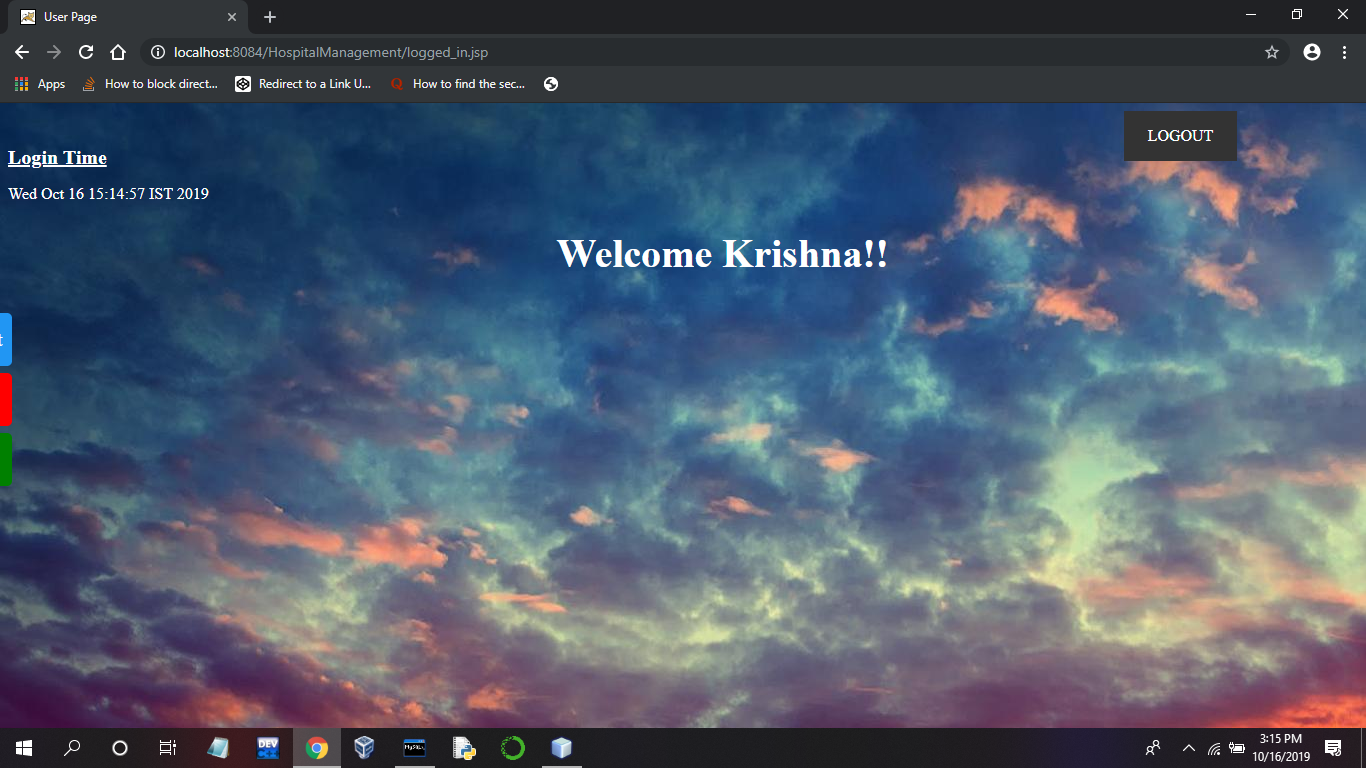 User Page
localhost:8084/HospitalManagement/logged_in.jsp
Apps
How to block direct...
Redirect to a Link U...
How to find the sec...
LOGOUT
Login Time
Wed Oct 16 15:14:57 IST 2019
Welcome Krishna!!
t
DEV
MySQL
3:15 PM
10/16/2019